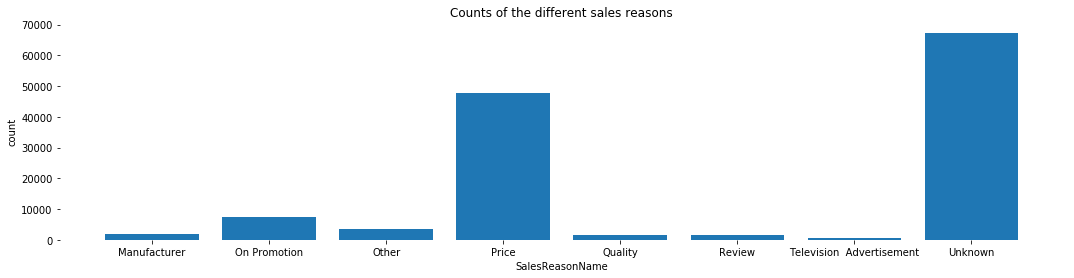 Counts of the different sales reasons
70000
60000
50000
40000
30000
20000
10000
0
count
Manufacturer On Promotion Other Price Quality Review Television  Advertisement Unknown
SalesReasonName